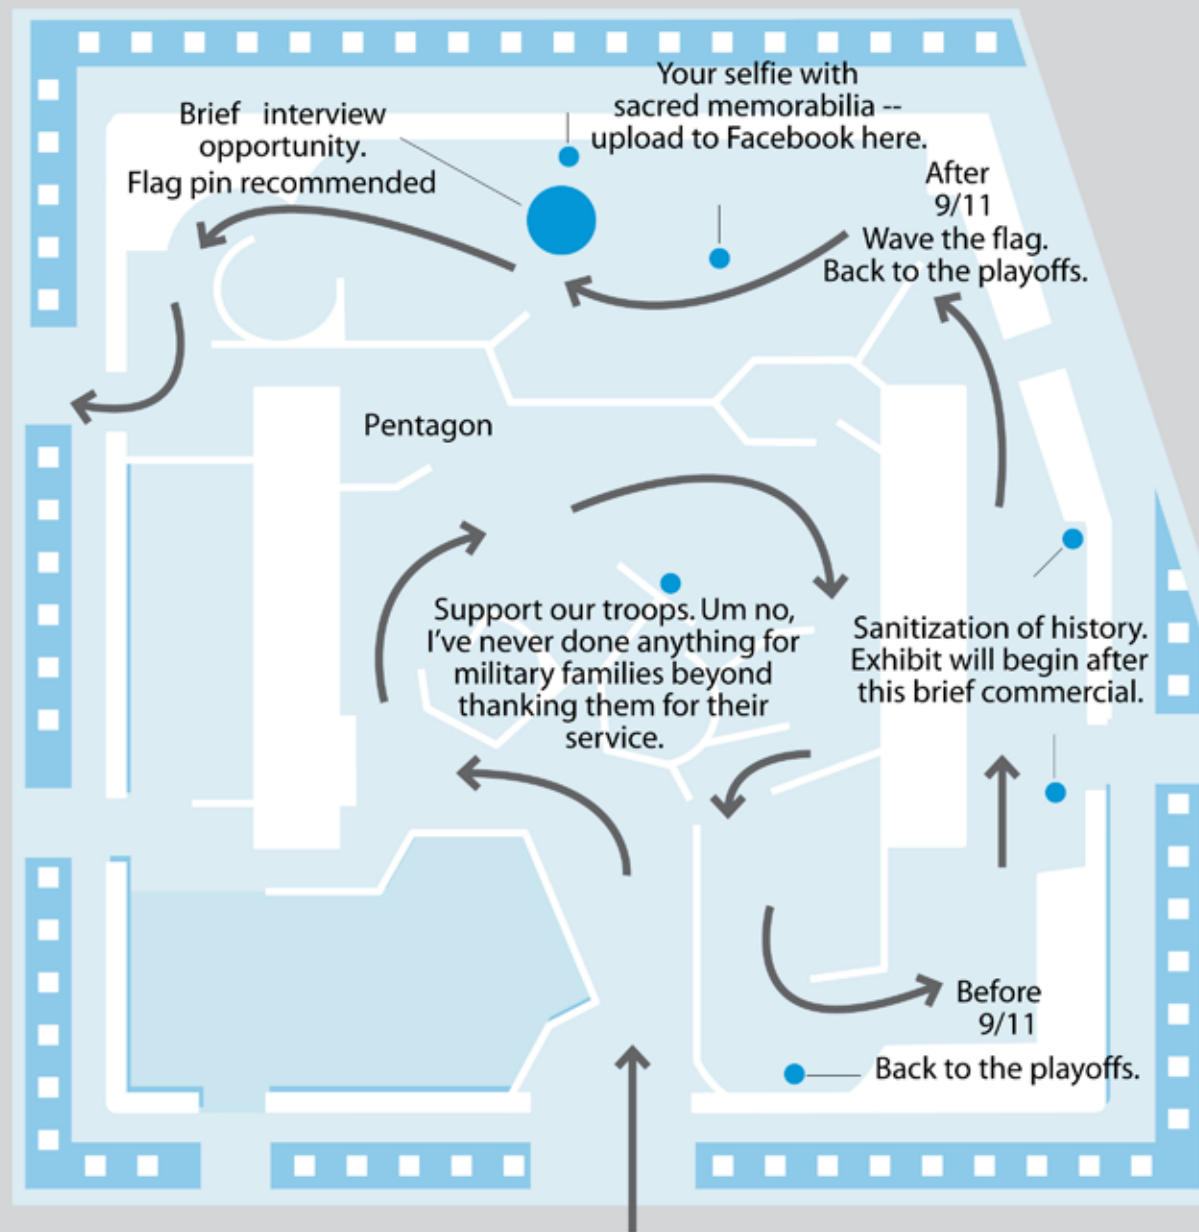 Your selfie with
sacred memorabilia --
upload to Facebook here.
Brief interview
opportunity.
Flag pin recommended
After
9/11
Wave the flag.
Back to the playoffs.
Pentagon
Support our troops. Um no,
I've never done anything for
military families beyond
thanking them for their
service.
Sanitization of history.
Exhibit will begin after
this brief commercial.
Before
9/11
Back to the playoffs.